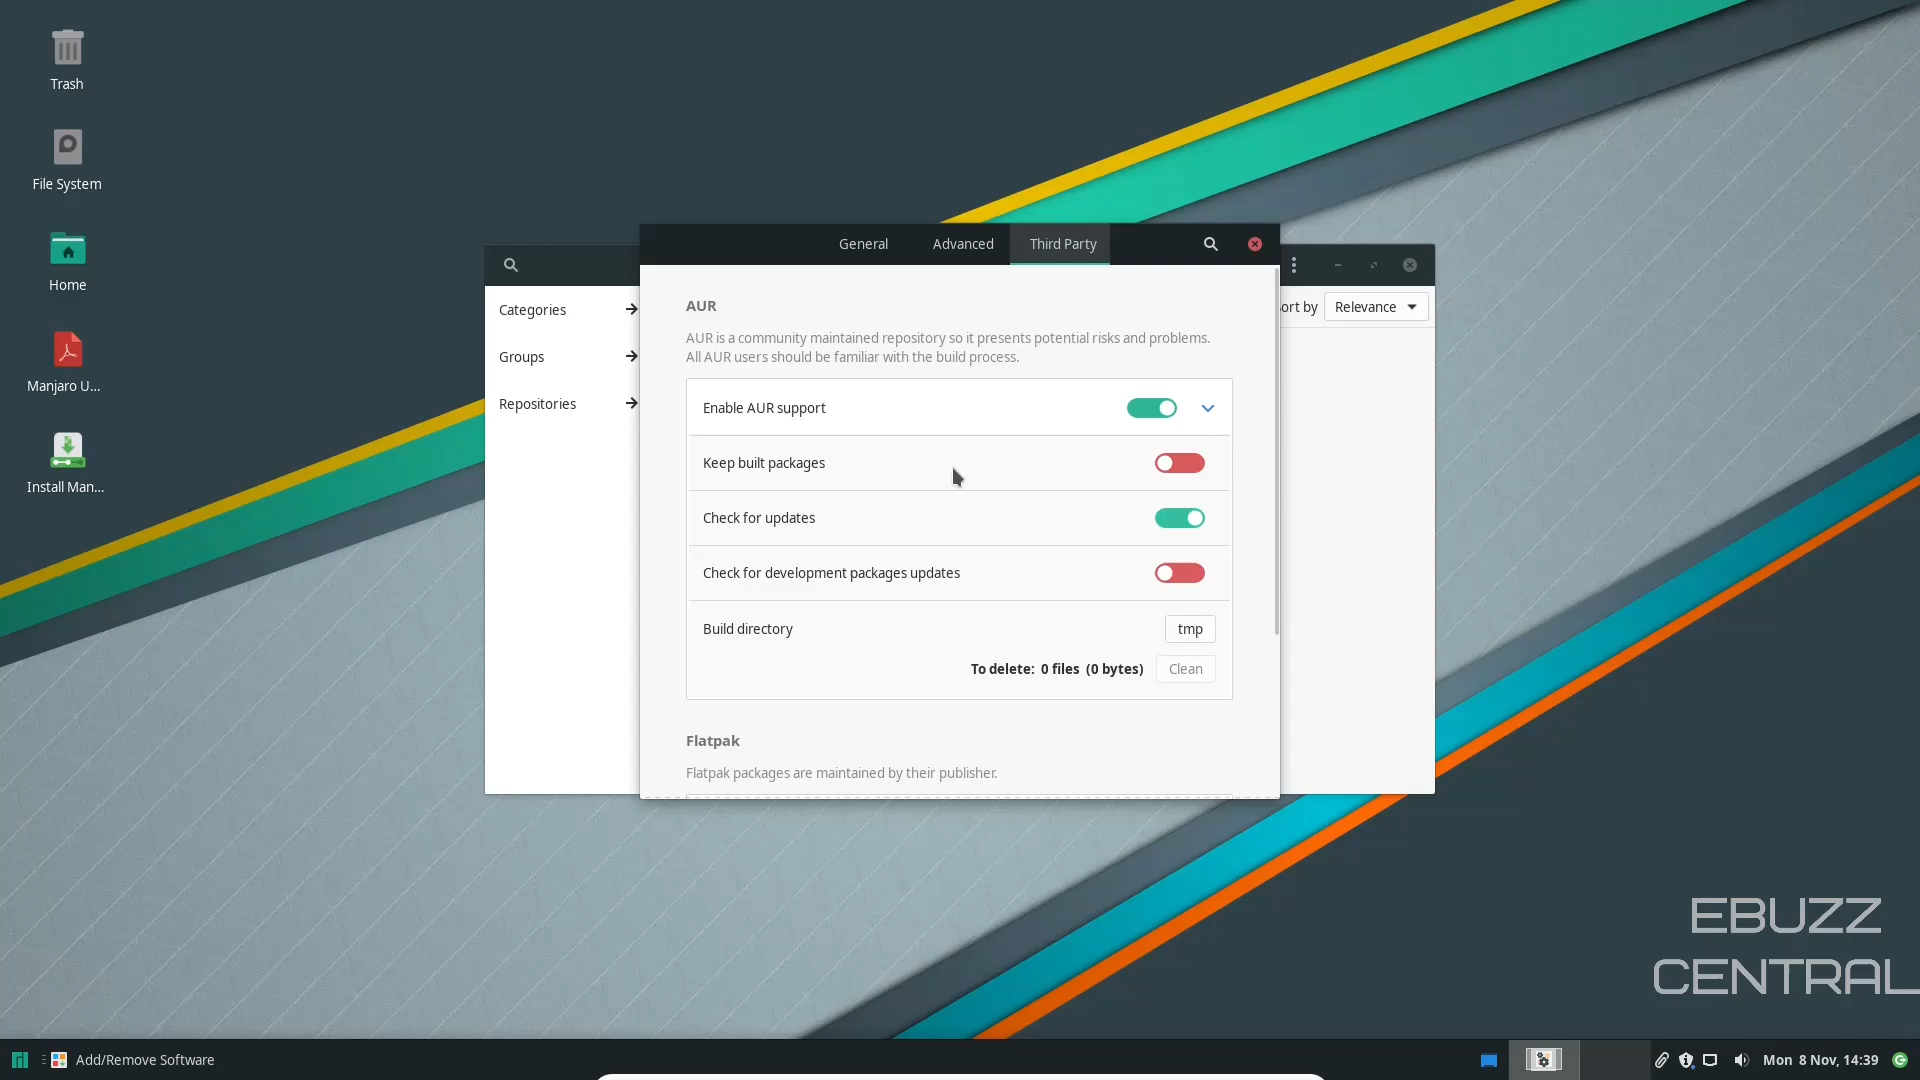 Trash
File System
Home
Manjaro U...
Install Man...
General
Advanced
Third Party
Categories
Groups
Repositories
ort by
Relevance
AUR
AUR is a community maintained repository so it presents potential risks and problems.
All AUR users should be familiar with the build process.
Enable AUR support
Keep built packages
Check for updates
Check for development packages updates
Build directory
tmp
To delete: 0 files (0 bytes)
Clean
Flatpak
Flatpak packages are maintained by their publisher.
EBUZZ
CENTRAL
Add/Remove Software
Mon 8 Nov, 14:39